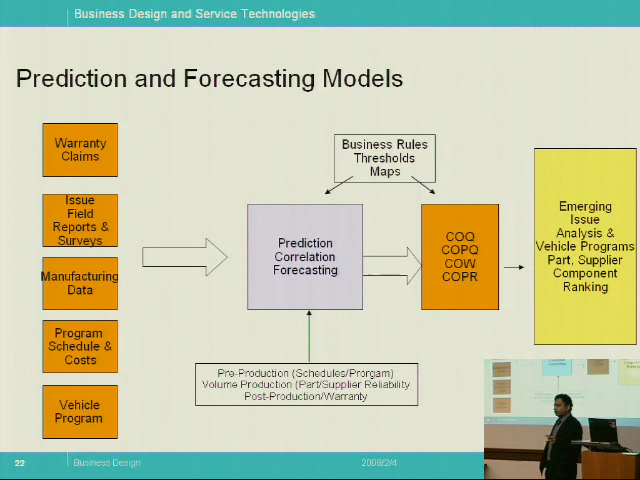 Business Design and Service Technologies
Prediction and Forecasting Models
Warranty
Claims
Issue
Field
Reports &
Surveys
Manufacturing
Data
Program
Schedule &
Costs
Vehicle
Program
Business Rules
Thresholds
Maps
Prediction
Correlation
Forecasting
COQ
COPQ
COW
COPR
Emerging
Issue
Analysis &
Vehicle Programs
Part, Supplier
Component
Ranking
Pre-Production (Schedules/Prorgam)
Volume Production (Part/Supplier Reliability
Post-Production/Warranty
22
Business Design
2008/2/4